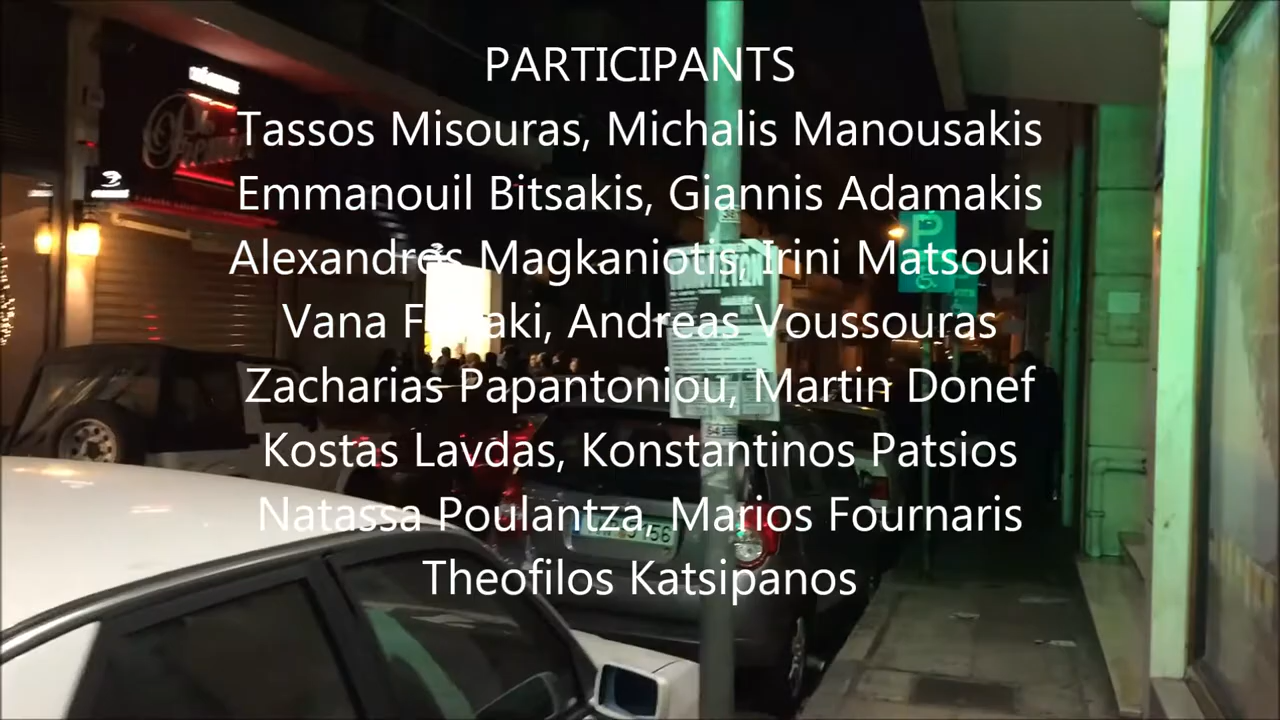 PARTICIPANTS
Tassos Misouras, Michalis Manousakis
Emmanouil Bitsakis, Giannis Adamakis
Alexandros Magkaniotis, Irini Matsouki
Vana
Andreas Voussouras
Zacharias Papantoniou, Martin Donef
Kostas Lavdas, Konstantinos Patsios
Natassa Poulantza, Marios Fournaris
Theofilos Katsipanos
P